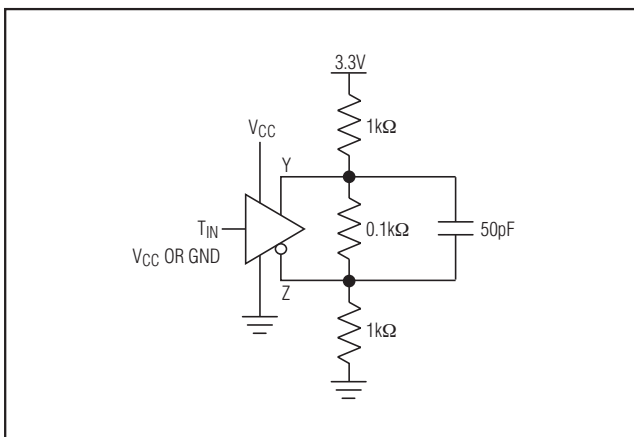 3.3V
1kΩ
VCC
Y
TIN
0.1kΩ
50pF
VCC OR GND
Z
1kΩ